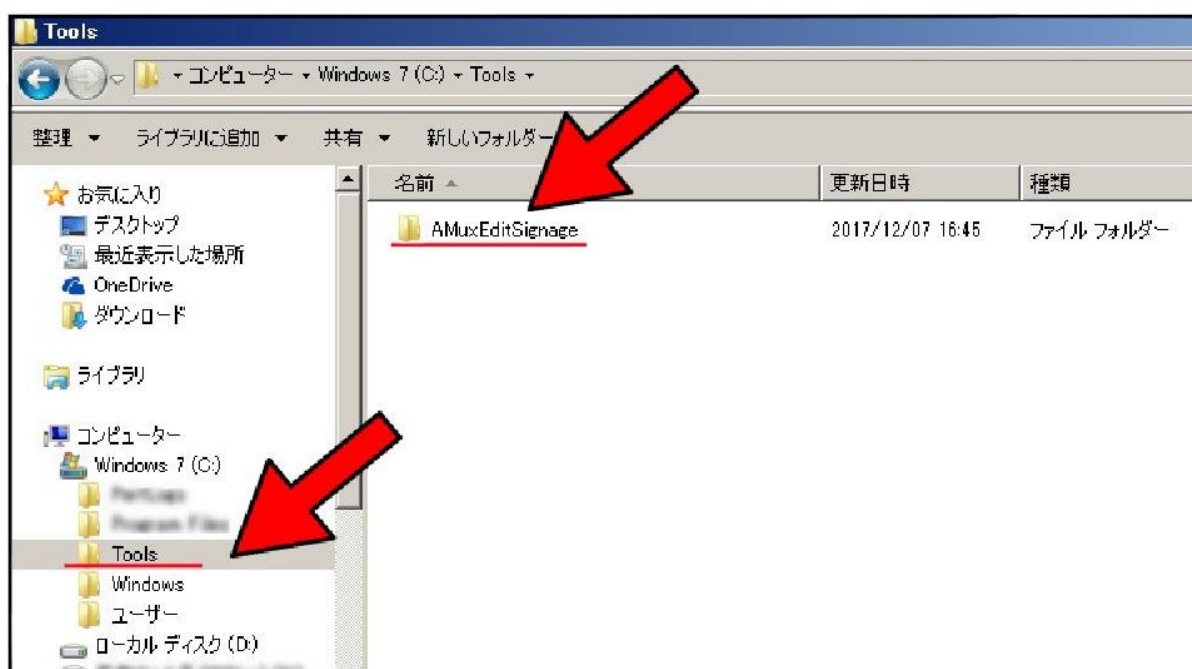 Tools
コンピューター Windows 7 (C:) Tools
整理 ライブラリに追加 共有 新しいフォルダー
名前 更新日時 種類
AMuxEditSignage 2017/12/07 16:45 ファイル フォルダー
お気に入り
デスクトップ
最近表示した場所
OneDrive
ダウンロード
ライブラリ
コンピューター
Windows 7 (C:)
Tools
Windows
ユーザー
ローカル ディスク (D:)